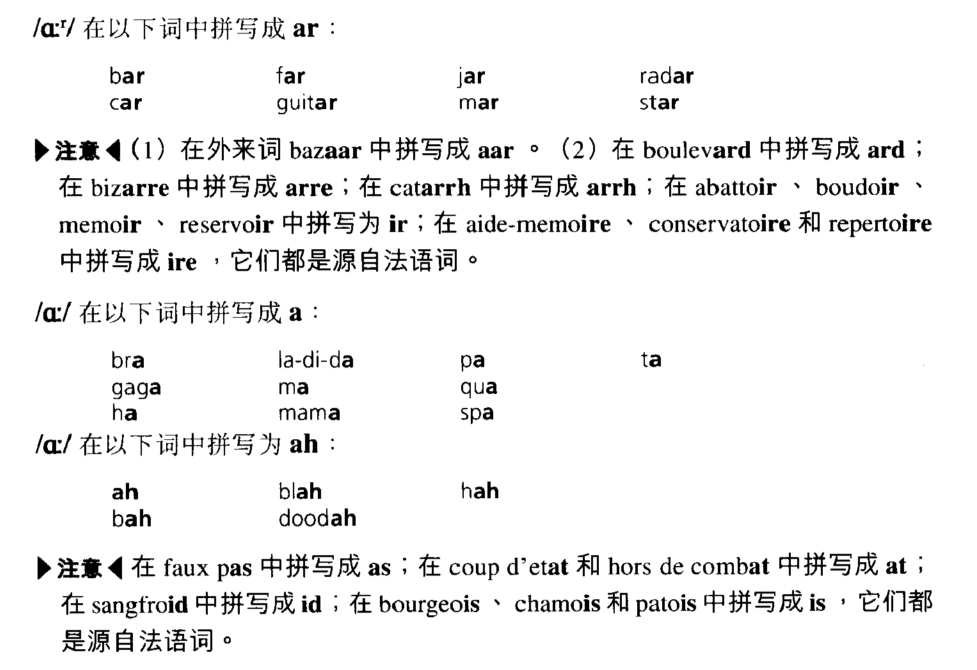 /ɑːʳ/ 在以下词中拼写成 ar：
bar far jar radar
car guitar mar star
▶注意◀（1）在外来词 bazaar 中拼写成 aar 。（2）在 boulevard 中拼写成 ard；
在 bizarre 中拼写成 arre；在 catarrh 中拼写成 arrh；在 abattoir 、 boudoir 、
memoir 、 reservoir 中拼写为 ir；在 aide-memoire 、 conservatoire 和 repertoire
中拼写成 ire ，它们都是源自法语词。
/ɑː/ 在以下词中拼写成 a：
bra la-di-da pa ta
gaga ma qua
ha mama spa
/ɑː/ 在以下词中拼写为 ah：
ah blah hah
bah doodah
▶注意◀ 在 faux pas 中拼写成 as；在 coup d’etat 和 hors de combat 中拼写成 at；
在 sangfroid 中拼写成 id；在 bourgeois 、 chamois 和 patois 中拼写成 is ，它们都
是源自法语词。